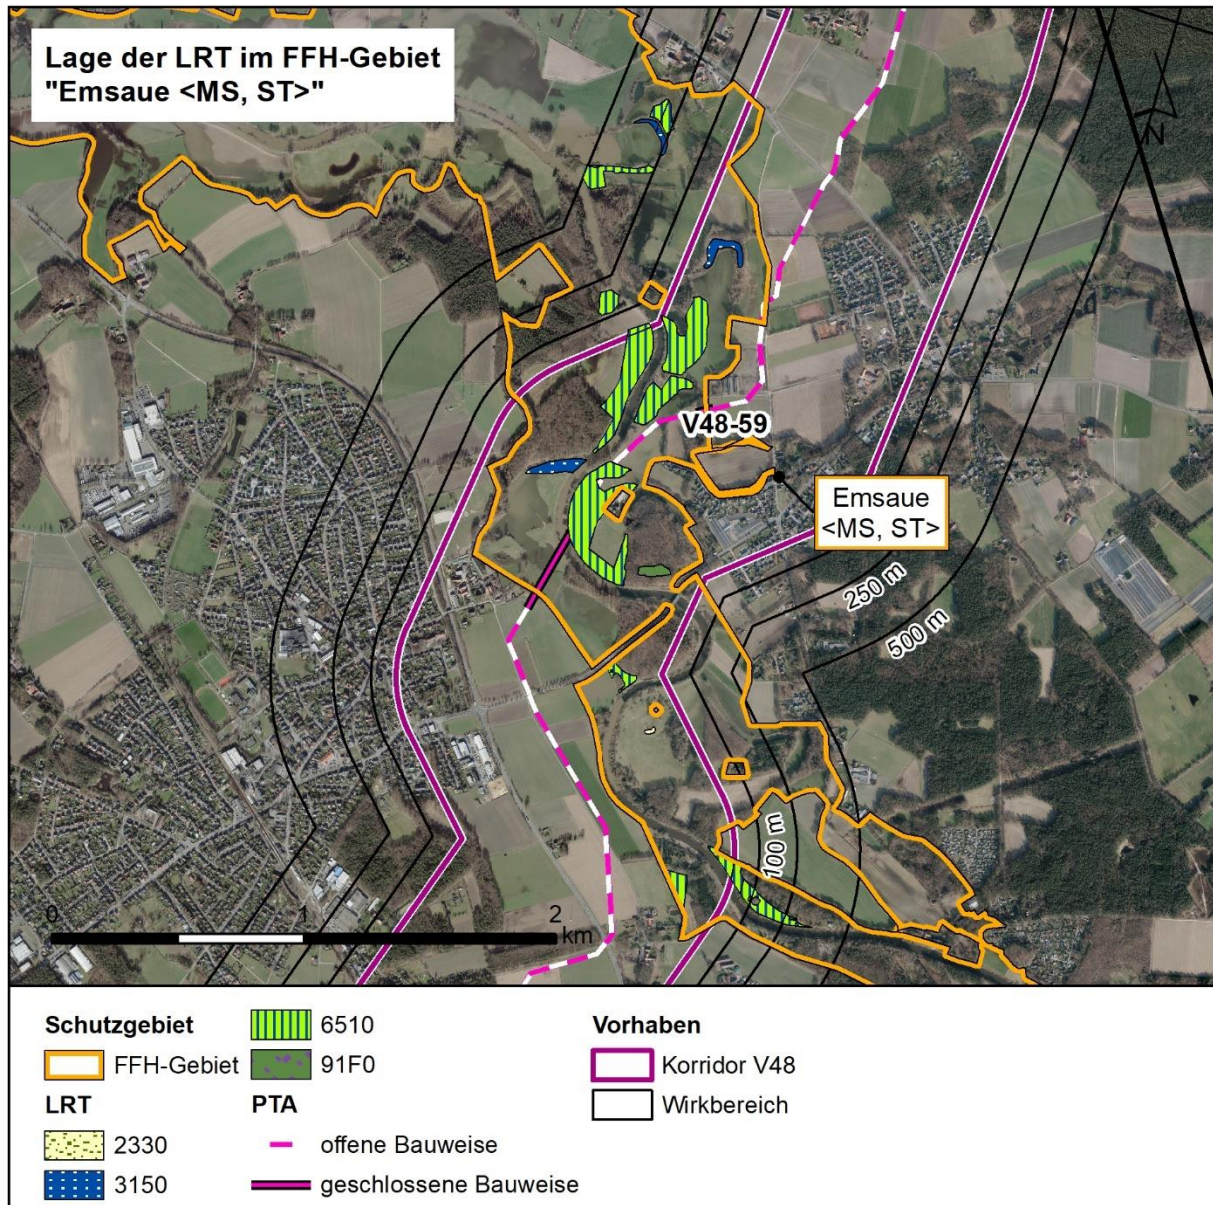 Lage der LRT im FFH-Gebiet
"Emsaue <MS, ST>"
N
V48-59
Emsaue
<MS, ST>
250 m
500 m
100 m
0 1 2
km
Schutzgebiet
FFH-Gebiet
LRT
2330
3150
6510
91F0
PTA
offene Bauweise
geschlossene Bauweise
Vorhaben
Korridor V48
Wirkbereich